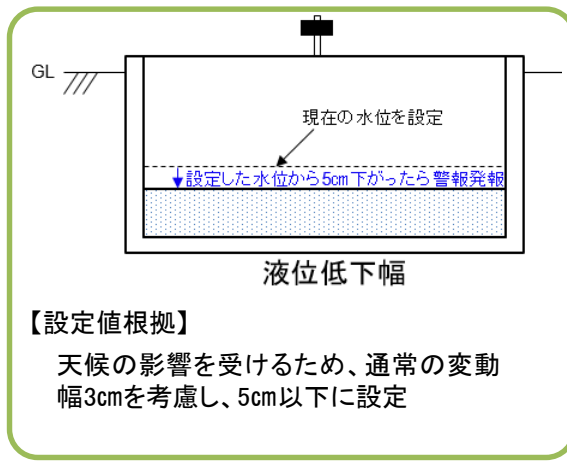 GL
現在の水位を設定
設定した水位から5cm下がったら警報発報
液位低下幅
【設定値根拠】
天候の影響を受けるため、通常の変動
幅3cmを考慮し、5cm以下に設定